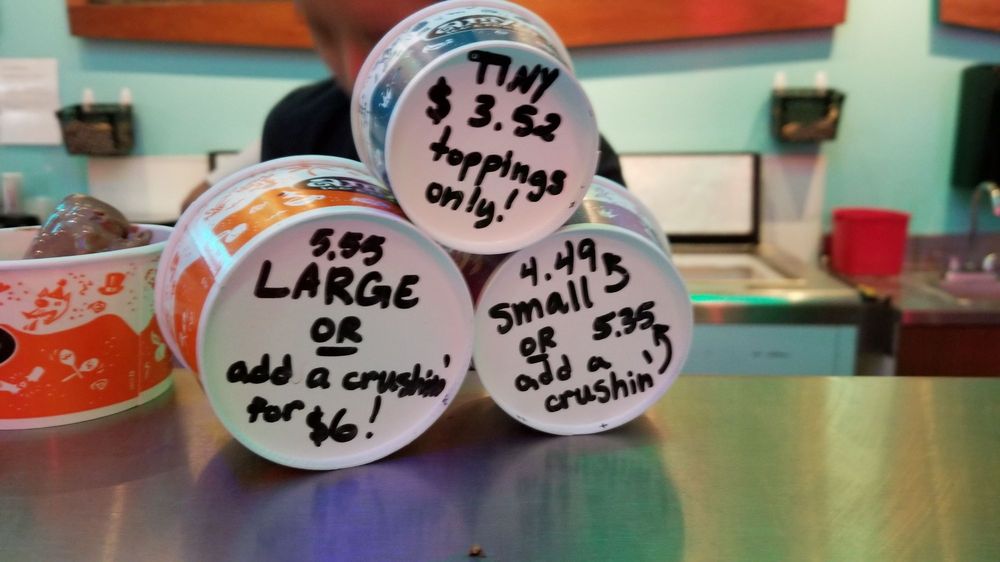 TINY
$ 3.52
toppings
only!
5.55
LARGE
OR
add a crushin'
for $6!
4.49
small
OR 5.35
add a
crushin'